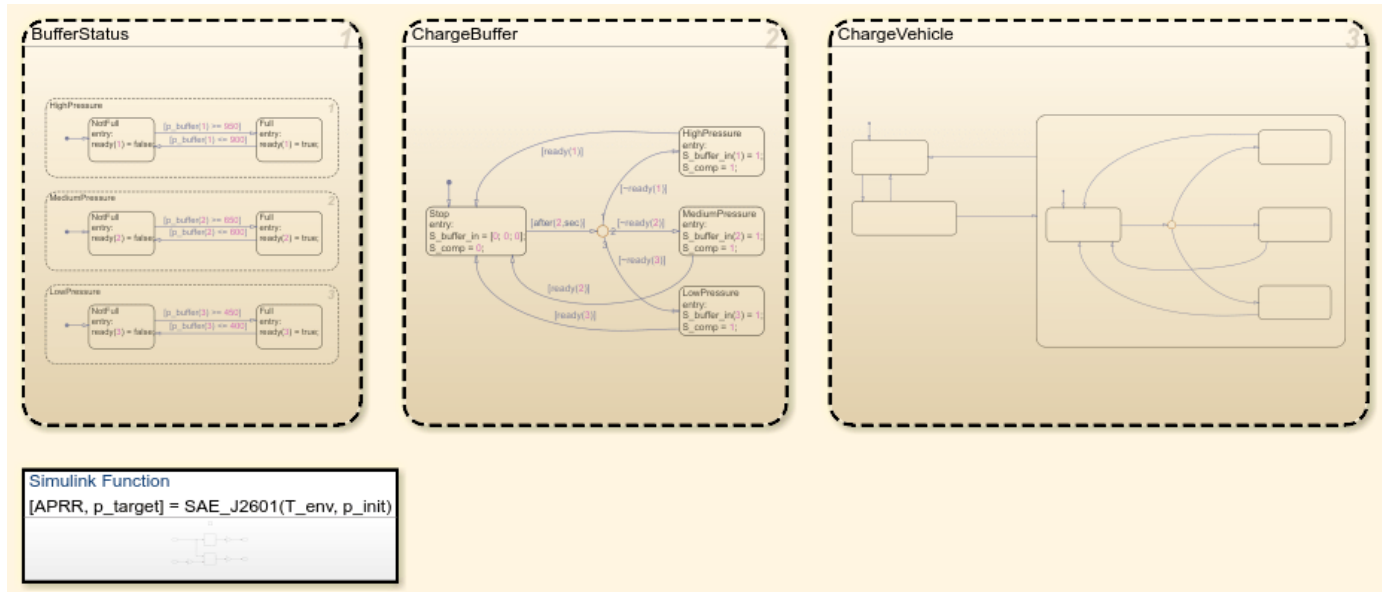 BufferStatus
1
HighPressure
1
NotFull
entry:
ready(1) = false;
[p_buffer(1) >= 950]
[p_buffer(1) <= 900]
Full
entry:
ready(1) = true;
MediumPressure
2
NotFull
entry:
ready(2) = false;
[p_buffer(2) >= 650]
[p_buffer(2) <= 600]
Full
entry:
ready(2) = true;
LowPressure
3
NotFull
entry:
ready(3) = false;
[p_buffer(3) >= 450]
[p_buffer(3) <= 400]
Full
entry:
ready(3) = true;
ChargeBuffer
2
Stop
entry:
S_buffer_in = [0; 0; 0];
S_comp = 0;
[after(2,sec)]
[ready(1)]
[~ready(1)]
2
[~ready(2)]
[~ready(3)]
[ready(2)]
[ready(3)]
HighPressure
entry:
S_buffer_in(1) = 1;
S_comp = 1;
MediumPressure
entry:
S_buffer_in(2) = 1;
S_comp = 1;
LowPressure
entry:
S_buffer_in(3) = 1;
S_comp = 1;
ChargeVehicle
3
Simulink Function
[APRR, p_target] = SAE_J2601(T_env, p_init)